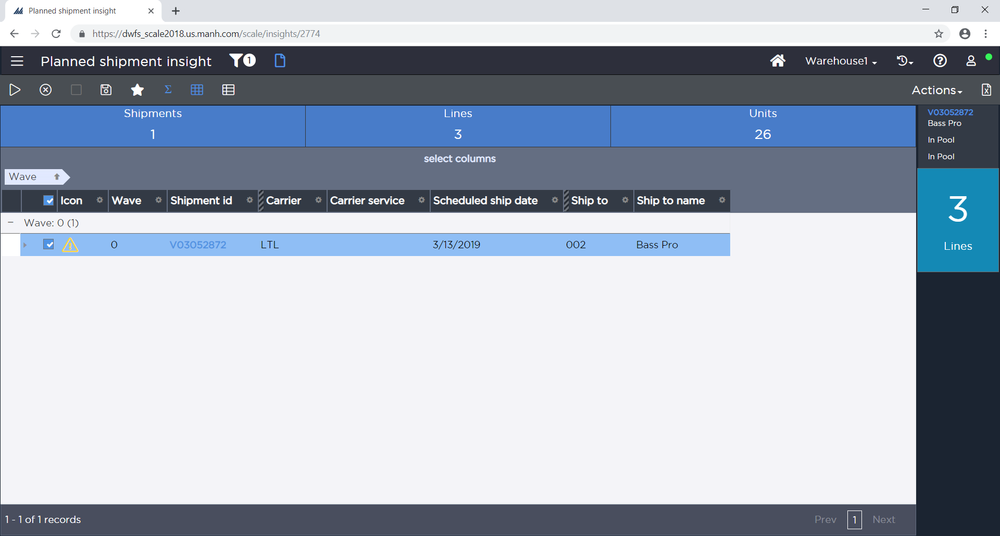 Planned shipment insight
https://dwfs_scale2018.us.manh.com/scale/insights/2774
Planned shipment insight 1 Warehouse1
Σ Actions
Shipments Lines Units
1 3 26
select columns
Wave
Icon Wave Shipment id Carrier Carrier service Scheduled ship date Ship to Ship to name
Wave: 0 (1)
0 V03052872 LTL 3/13/2019 002 Bass Pro
1 - 1 of 1 records Prev 1 Next
V03052872
Bass Pro
In Pool
In Pool
3
Lines